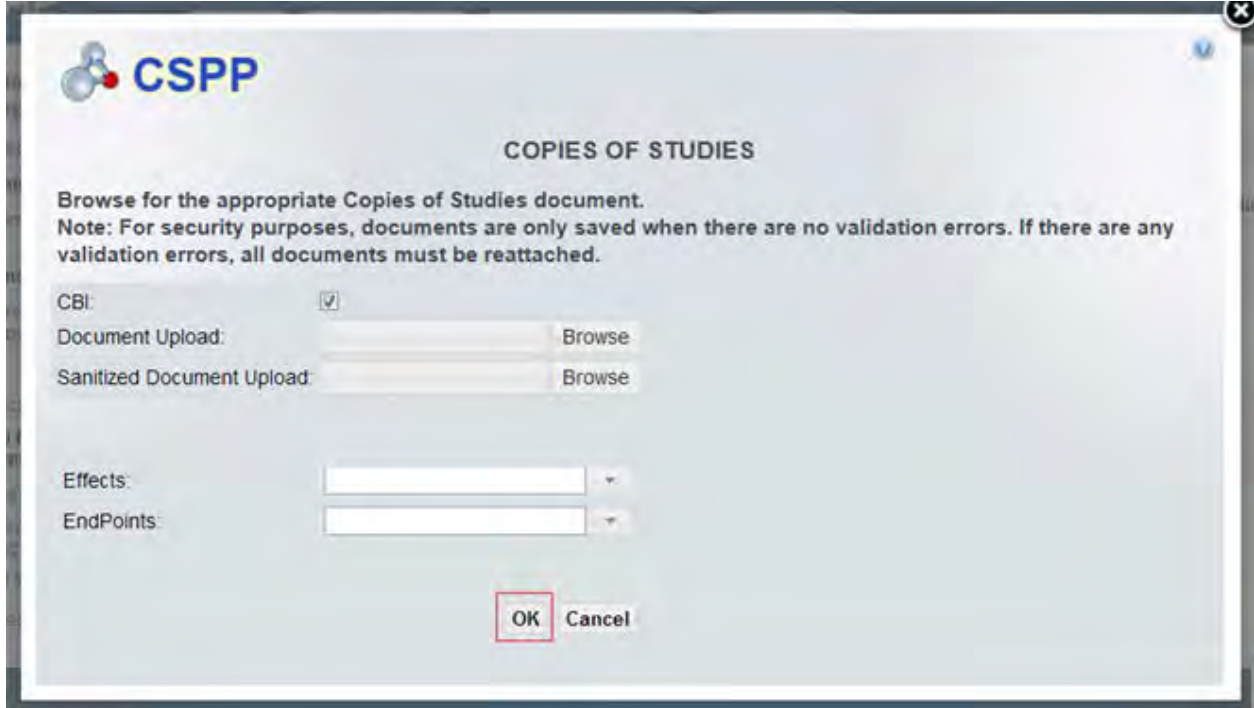 CSPP
COPIES OF STUDIES
Browse for the appropriate Copies of Studies document.
Note: For security purposes, documents are only saved when there are no validation errors. If there are any
validation errors, all documents must be reattached.
CBI:
Document Upload: Browse
Sanitized Document Upload: Browse
Effects:
EndPoints:
OK Cancel